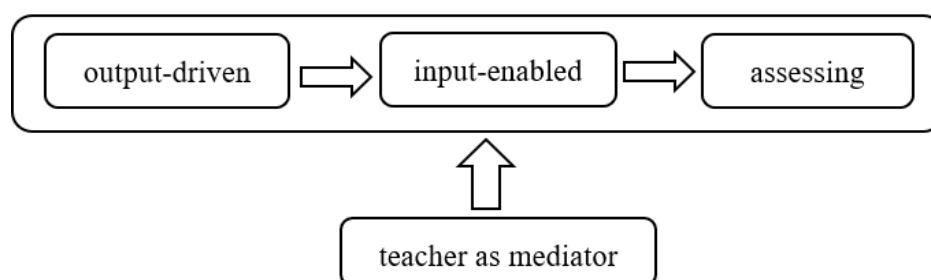 output-driven
input-enabled
assessing
teacher as mediator